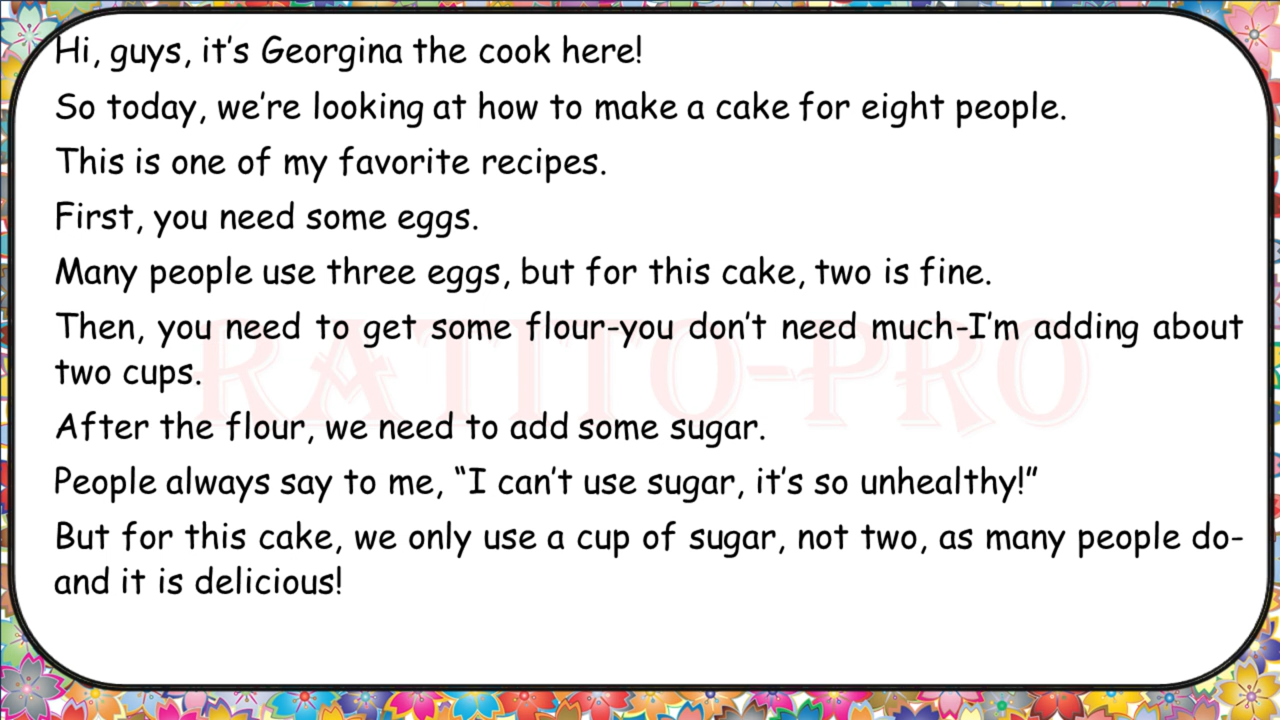 Hi, guys, it's Georgina the cook here!
So today, we're looking at how to make a cake for eight people.
This is one of my favorite recipes.
First, you need some eggs.
Many people use three eggs, but for this cake, two is fine.
Then, you need to get some flour-you don't need much-I'm adding about
two cups.
After the flour, we need to add some sugar.
People always say to me, “I can't use sugar, it's so unhealthy!”
But for this cake, we only use a cup of sugar, not two, as many people do-
and it is delicious!
RATITO-PRO